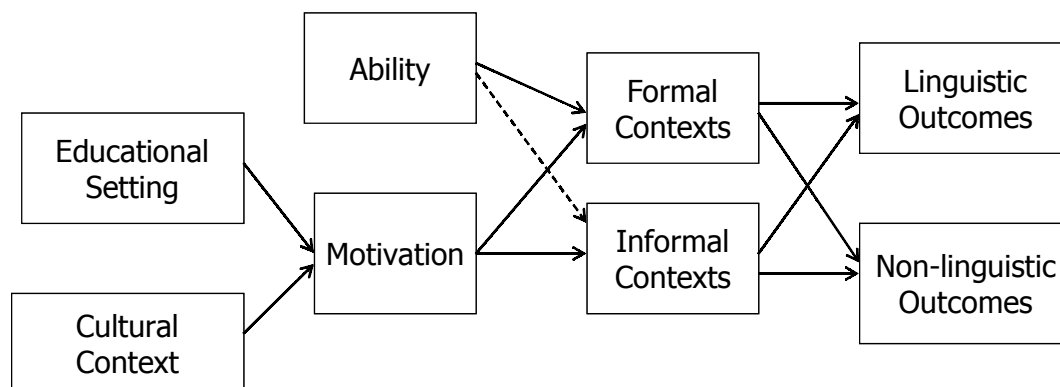 Ability
Formal
Contexts
Linguistic
Outcomes
Educational
Setting
Motivation
Informal
Contexts
Non-linguistic
Outcomes
Cultural
Context